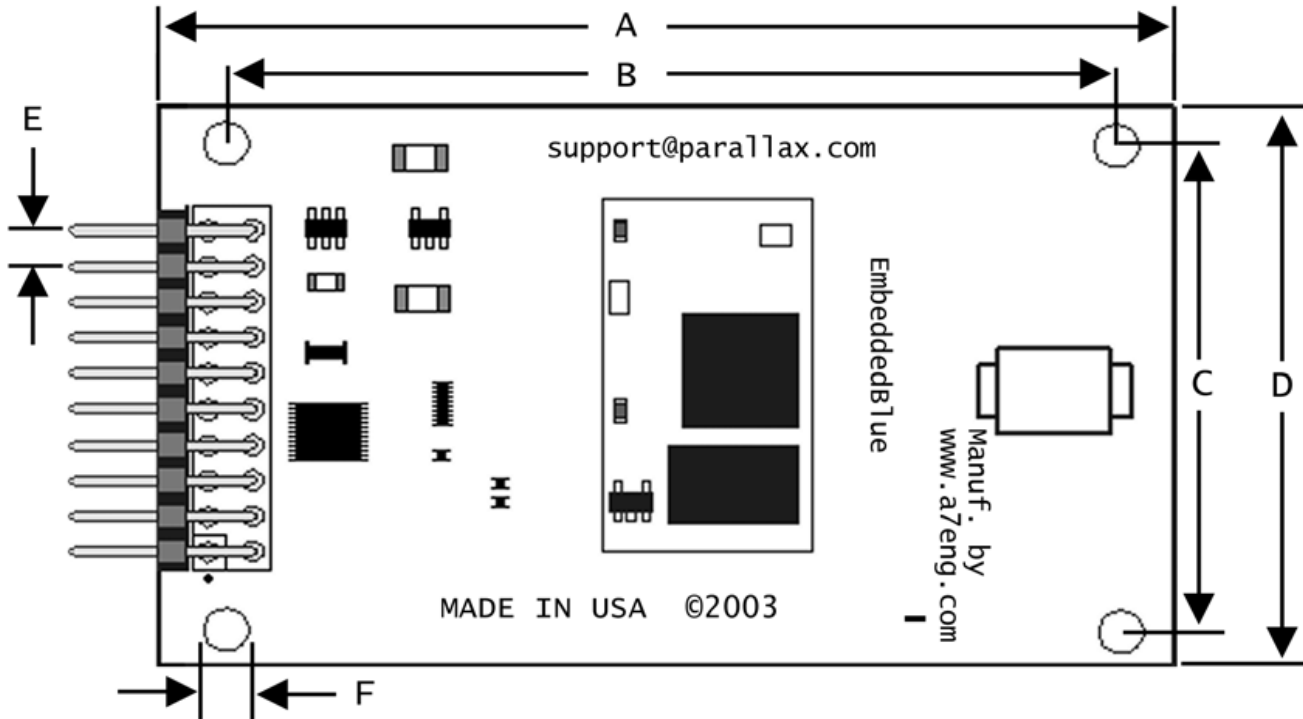 A
B
E
support@parallax.com
EmbeddedBlue
C
D
Manuf. by
www.a7eng.com
MADE IN USA ©2003
F